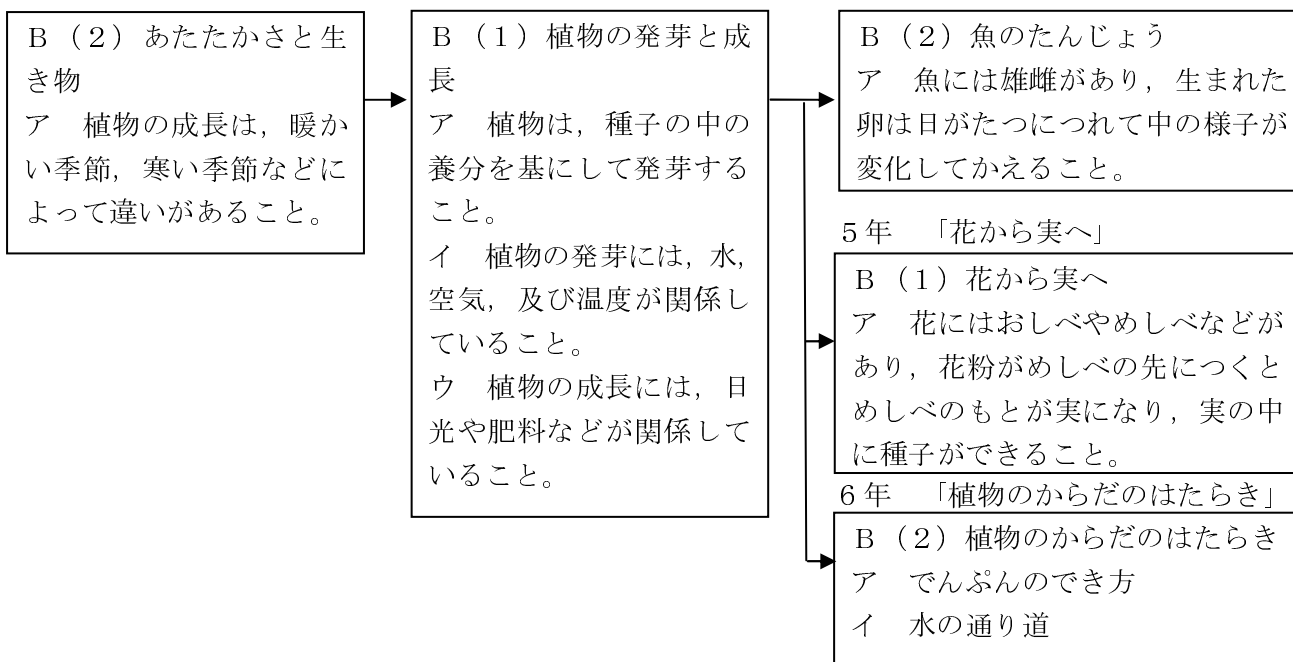 Ｂ（２）あたたかさと生
き物
ア　植物の成長は，暖か
い季節，寒い季節などに
よって違いがあること。
Ｂ（１）植物の発芽と成
長
ア　植物は，種子の中の
養分を基にして発芽する
こと。
イ　植物の発芽には，水，
空気，及び温度が関係し
ていること。
ウ　植物の成長には，日
光や肥料などが関係して
いること。
Ｂ（２）魚のたんじょう
ア　魚には雄雌があり，生まれた
卵は日がたつにつれて中の様子が
変化してかえること。
５年　「花から実へ」
Ｂ（１）花から実へ
ア　花にはおしべやめしべなどが
あり，花粉がめしべの先につくと
めしべのもとが実になり，実の中
に種子ができること。
６年　「植物のからだのはたらき」
Ｂ（２）植物のからだのはたらき
ア　でんぷんのでき方
イ　水の通り道